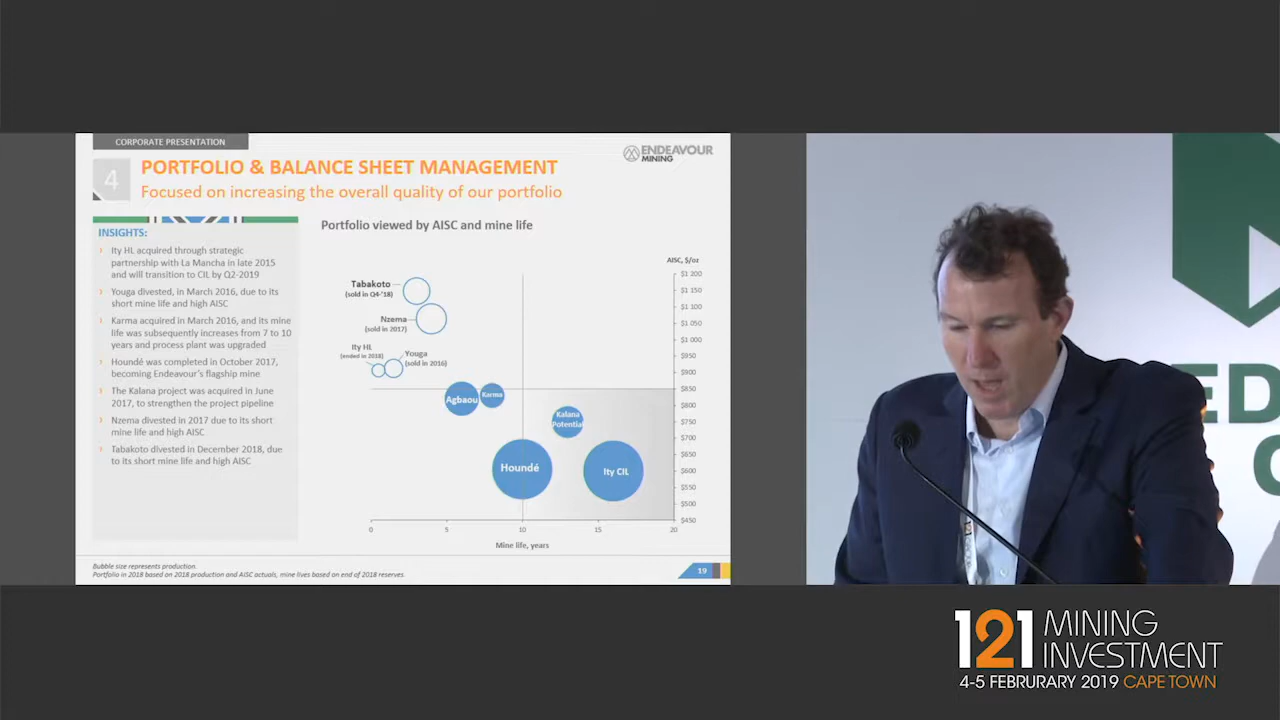 CORPORATE PRESENTATION
4
PORTFOLIO & BALANCE SHEET MANAGEMENT
Focused on increasing the overall quality of our portfolio
ENDEAVOUR
MINING
INSIGHTS:
Ity HL acquired through strategic
partnership with La Mancha in late 2015
and will transition to CIL by Q2-2019
Youga divested, in March 2016, due to its
short mine life and high AISC
Karma acquired in March 2016, and its mine
life was subsequently increases from 7 to 10
years and process plant was upgraded
Houndé was completed in October 2017,
becoming Endeavour's flagship mine
The Kalana project was acquired in June
2017, to strengthen the project pipeline
Nzema divested in 2017 due to its short
mine life and high AISC
Tabakoto divested in December 2018, due
to its short mine life and high AISC
Portfolio viewed by AISC and mine life
AISC, $/oz
$1 200
$1 150
$1 100
$1 050
$1 000
$950
$900
$850
$800
$750
$700
$650
$600
$550
$500
$450
Tabakoto
(sold in Q4-'18)
Nzema
(sold in 2017)
Ity HL
(ended in 2018)
Youga
(sold in 2016)
Agbaou
Karma
Kalana
Potential
Houndé
Ity CIL
0
5
10
15
20
Mine life, years
Bubble size represents production.
Portfolio in 2018 based on 2018 production and AISC actuals, mine lives based on end of 2018 reserves
19
ED
C
121 MINING
INVESTMENT
4-5 FEBRURARY 2019 CAPE TOWN